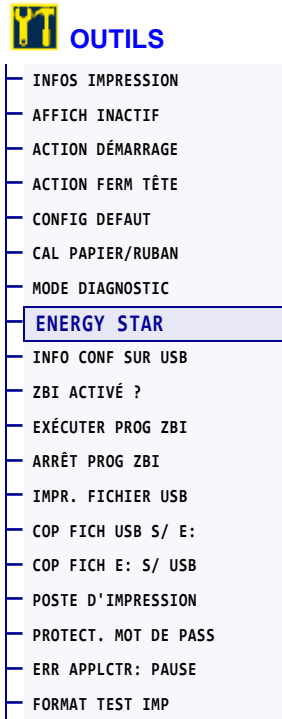 OUTILS
INFOS IMPRESSION
AFFICH INACTIF
ACTION DÉMARRAGE
ACTION FERM TÊTE
CONFIG DEFAUT
CAL PAPIER/RUBAN
MODE DIAGNOSTIC
ENERGY STAR
INFO CONF SUR USB
ZBI ACTIVÉ ?
EXÉCUTER PROG ZBI
ARRÊT PROG ZBI
IMPR. FICHIER USB
COP FICH USB S/ E:
COP FICH E: S/ USB
POSTE D'IMPRESSION
PROTECT. MOT DE PASS
ERR APPLCTR: PAUSE
FORMAT TEST IMP